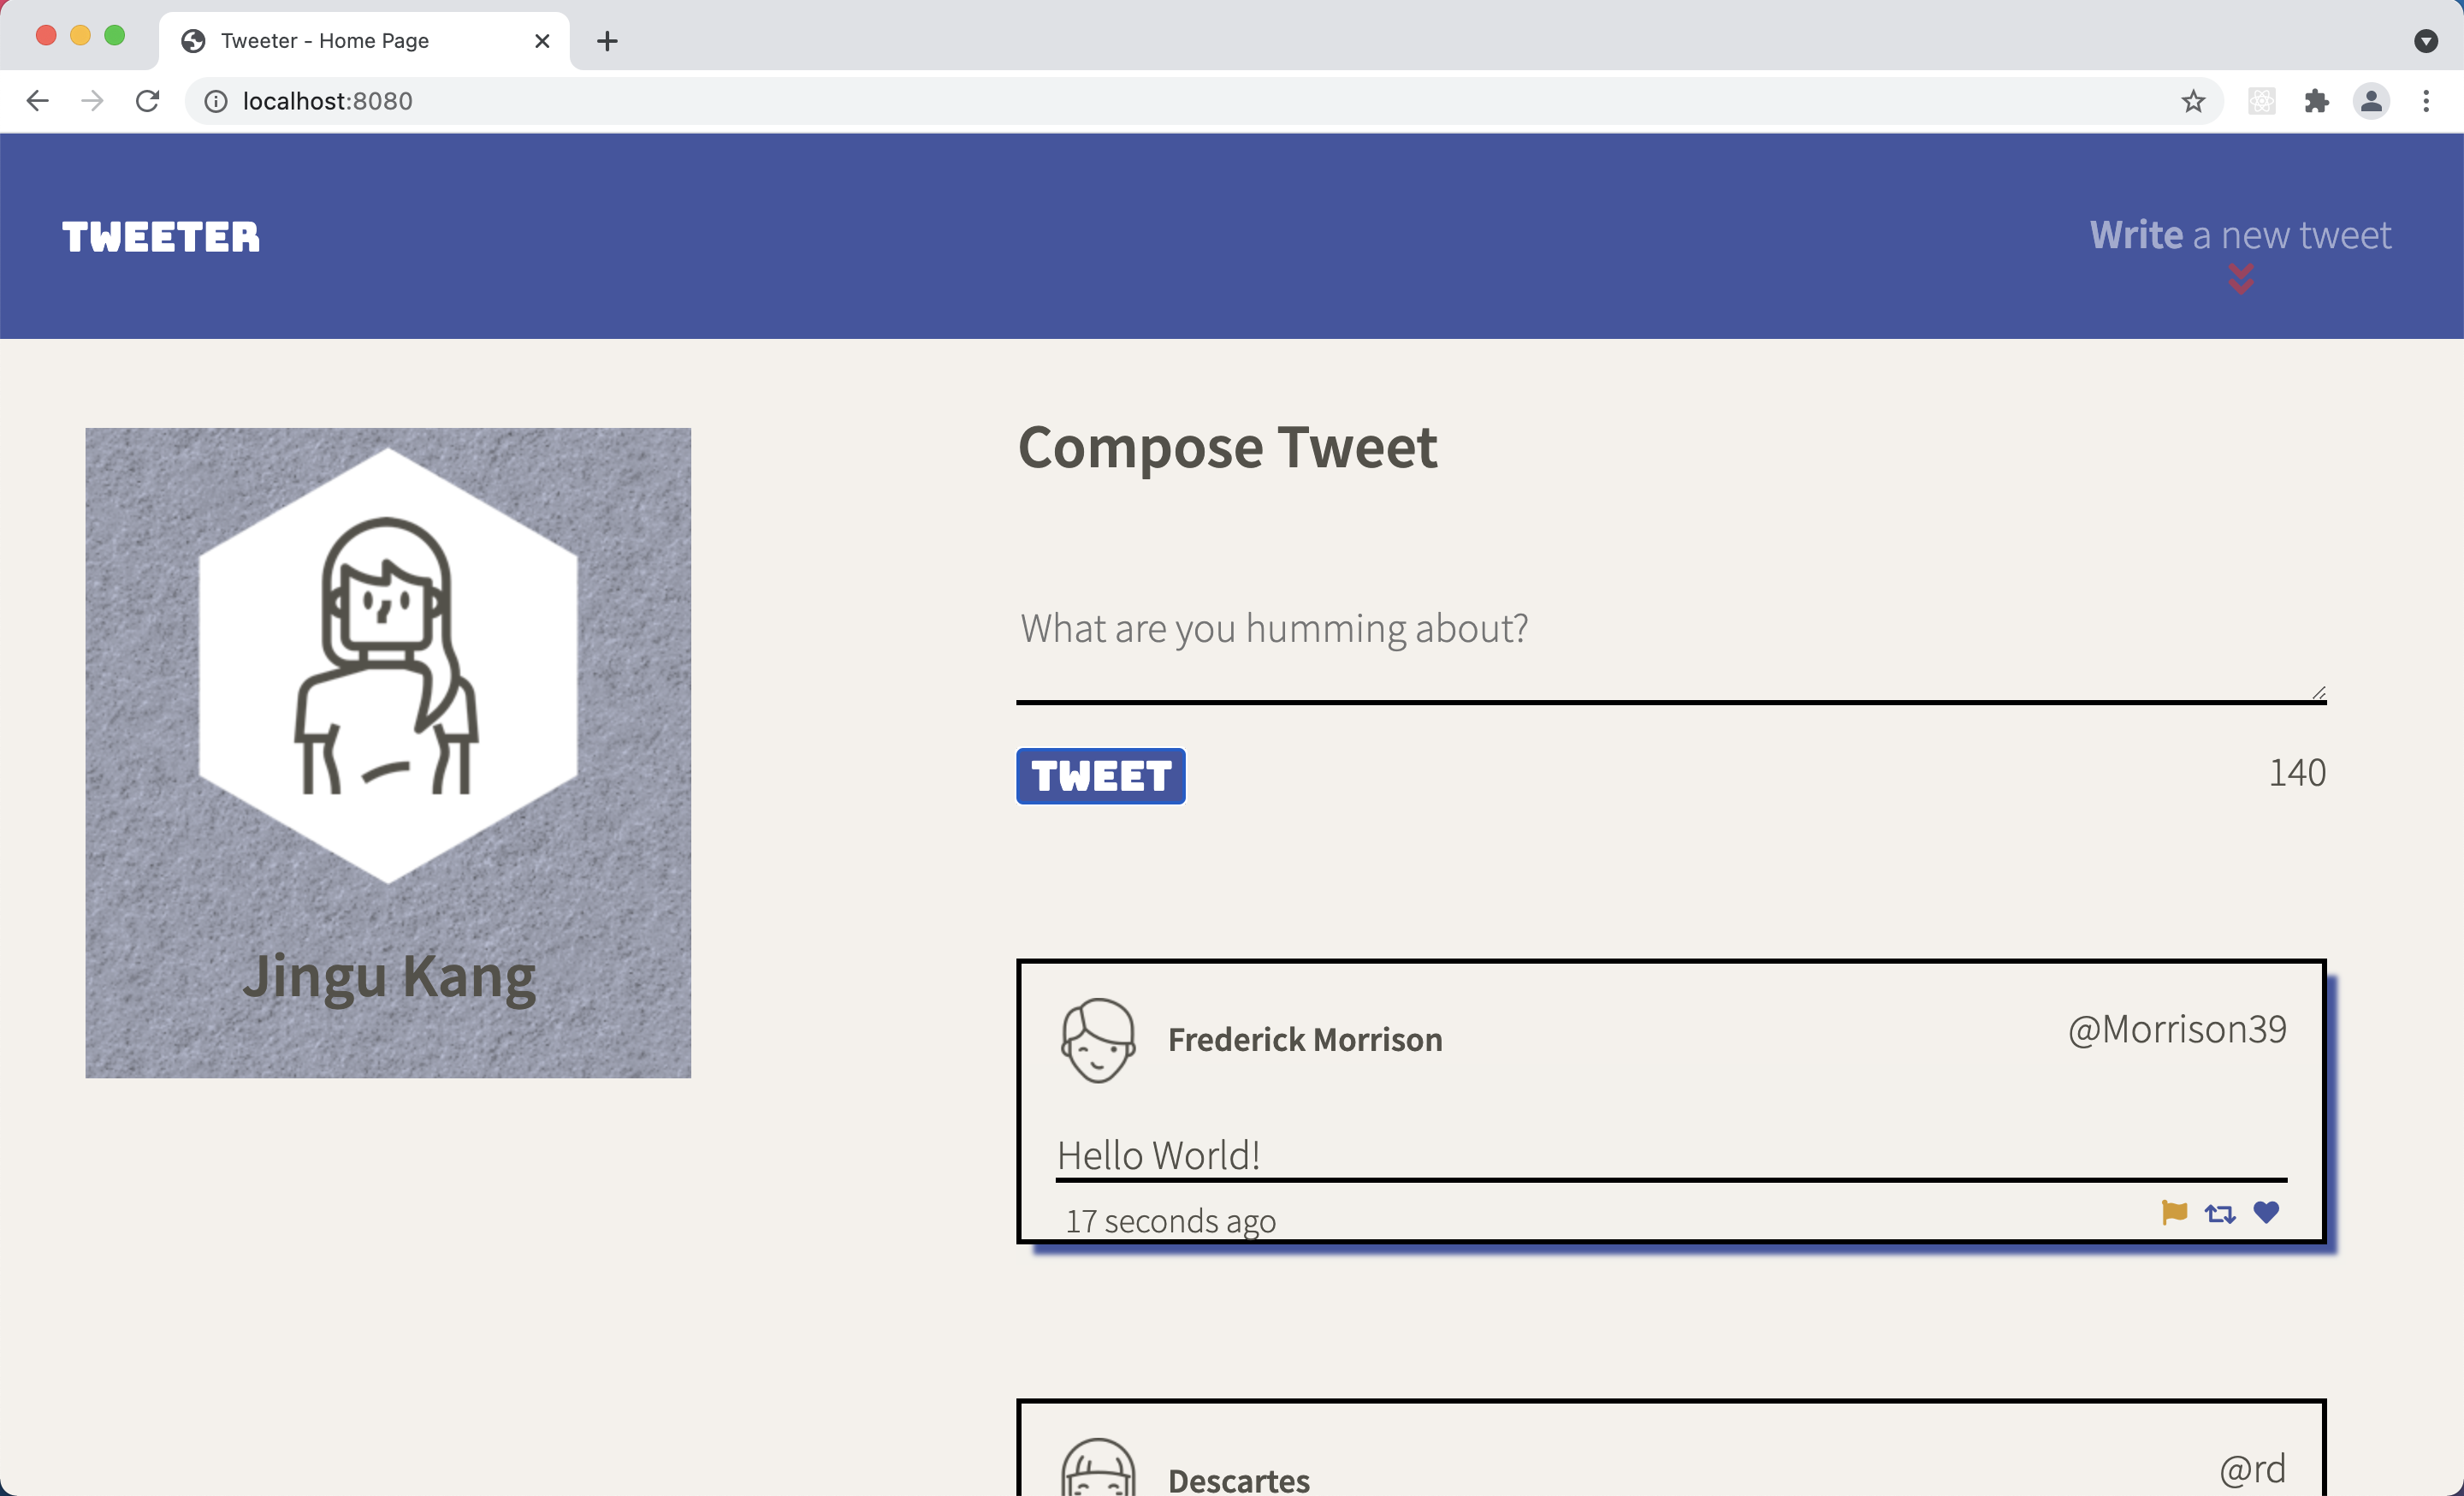 Tweeter - Home Page
localhost:8080
TWEETER
Write a new tweet
Jingu Kang
Compose Tweet
What are you humming about?
TWEET
140
Frederick Morrison
@Morrison39
Hello World!
17 seconds ago
Descartes
@rd